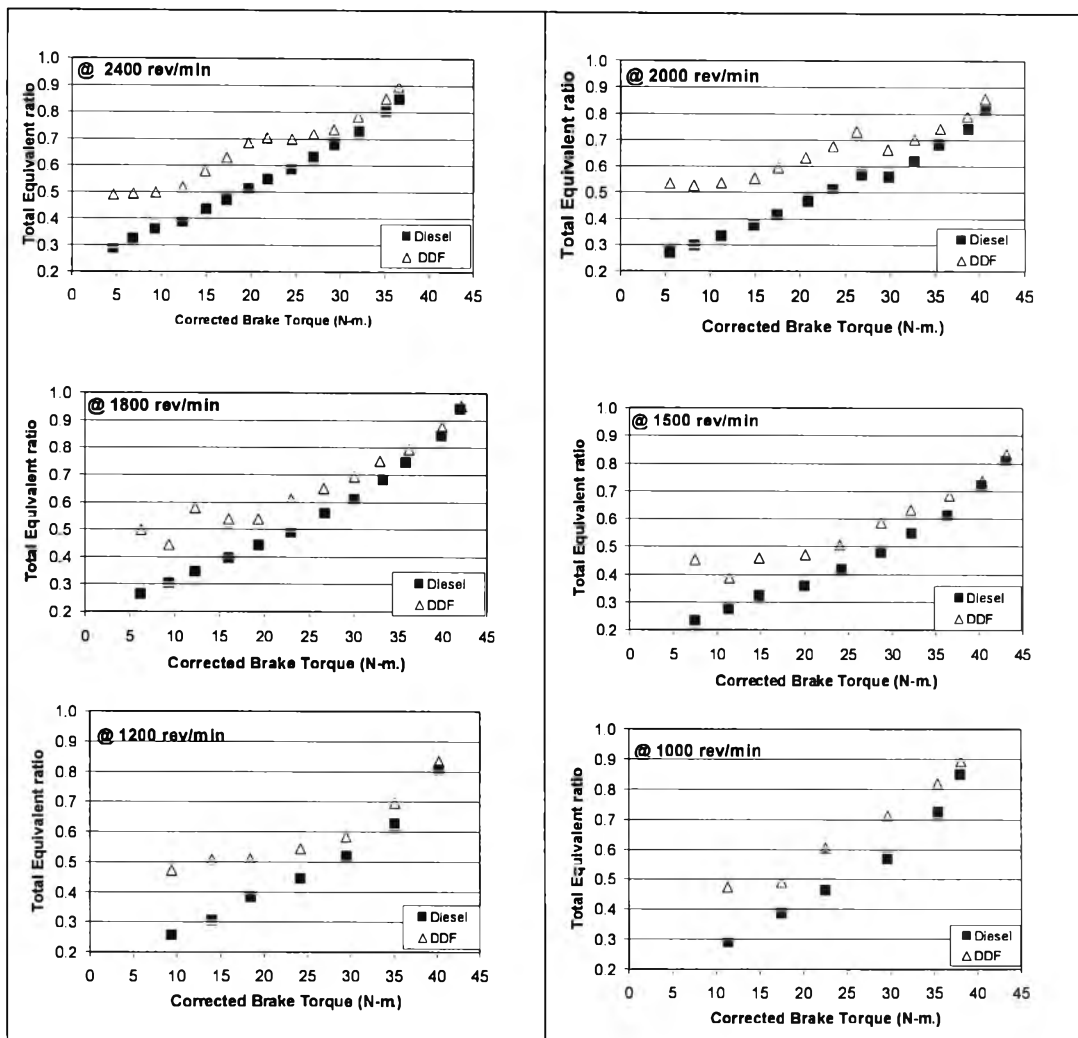 @ 2400 rev/min
Total Equivalent ratio
1.0
0.9
0.8
0.7
0.6
0.5
0.4
0.3
0.2
Diesel
DDF
0 5 10 15 20 25 30 35 40 45
Corrected Brake Torque (N-m.)
@ 2000 rev/min
Total Equivalent ratio
1.0
0.9
0.8
0.7
0.6
0.5
0.4
0.3
0.2
Diesel
DDF
0 5 10 15 20 25 30 35 40 45
Corrected Brake Torque (N-m.)
@ 1800 rev/min
Total Equivalent ratio
1.0
0.9
0.8
0.7
0.6
0.5
0.4
0.3
0.2
Diesel
DDF
0 5 10 15 20 25 30 35 40 45
Corrected Brake Torque (N-m.)
@ 1500 rev/min
Total Equivalent ratio
1.0
0.9
0.8
0.7
0.6
0.5
0.4
0.3
0.2
Diesel
DDF
0 5 10 15 20 25 30 35 40 45
Corrected Brake Torque (N-m.)
@ 1200 rev/min
Total Equivalent ratio
1.0
0.9
0.8
0.7
0.6
0.5
0.4
0.3
0.2
Diesel
DDF
0 5 10 15 20 25 30 35 40 45
Corrected Brake Torque (N-m.)
@ 1000 rev/min
Total Equivalent ratio
1.0
0.9
0.8
0.7
0.6
0.5
0.4
0.3
0.2
Diesel
DDF
0 5 10 15 20 25 30 35 40 45
Corrected Brake Torque (N-m.)